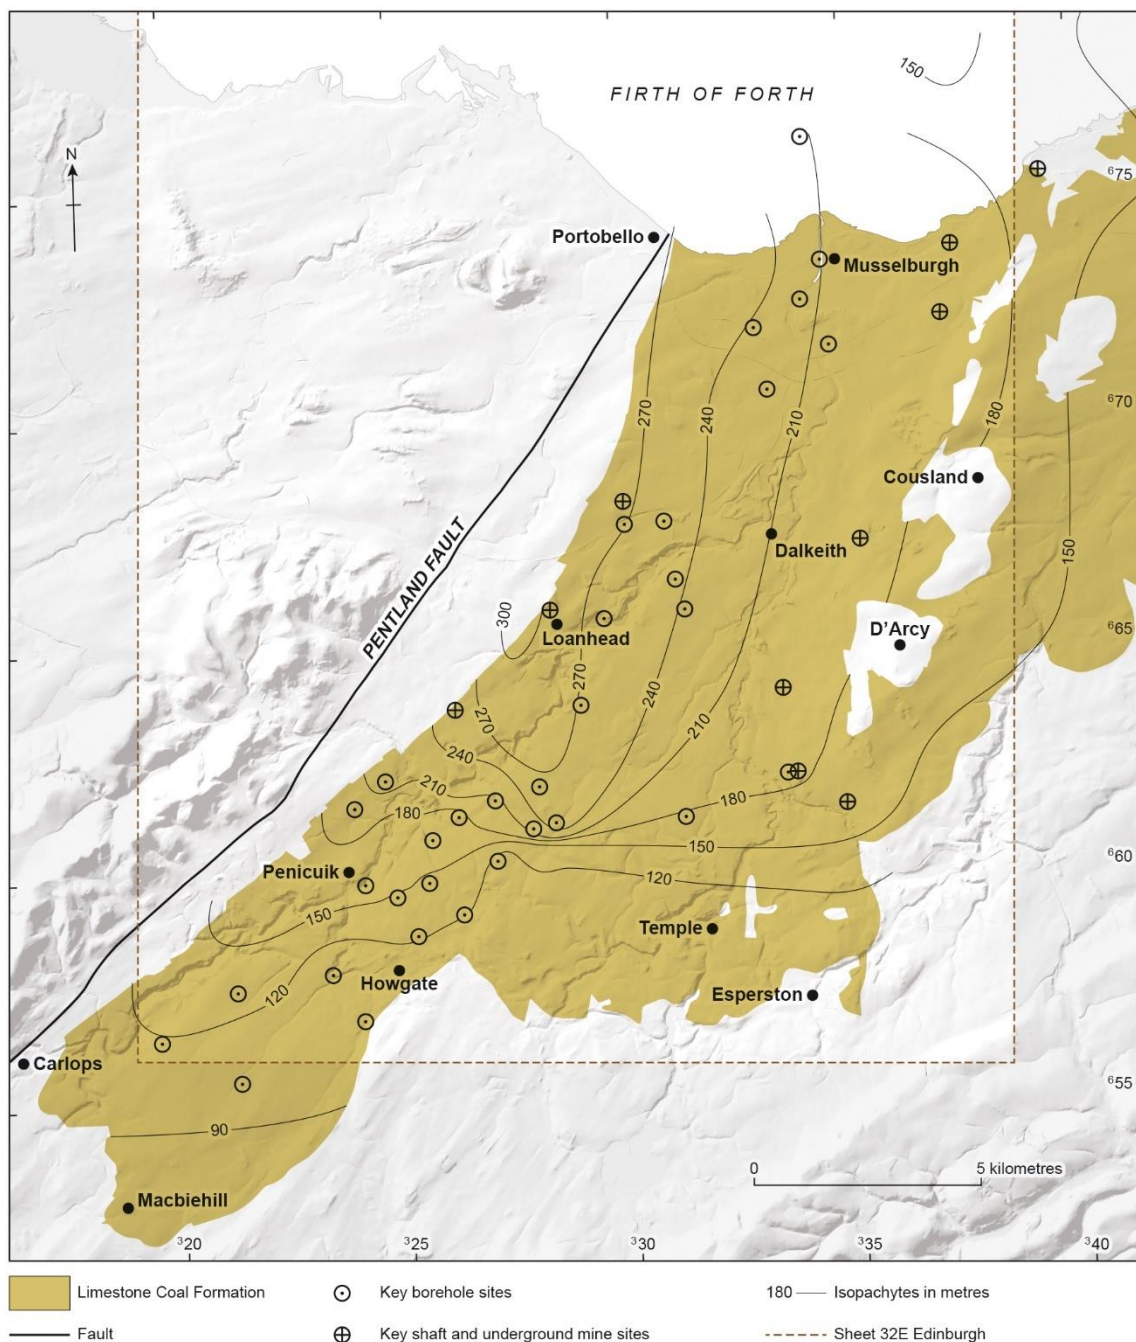 150
FIRTH OF FORTH
N
⁶75
Portobello
Musselburgh
⁶70
270
240
210
180
Cousland
150
PENTLAND FAULT
Dalkeith
300
Loanhead
D'Arcy
⁶65
270
240
270
210
240
210
180
180
150
⁶60
Penicuik
120
150
Temple
Howgate
120
Esperston
Carlops
⁶55
90
0 5 kilometres
Macbiehill
³20 ³25 ³30 ³35 ³40
Limestone Coal Formation Key borehole sites 180 Isopachytes in metres
Fault Key shaft and underground mine sites Sheet 32E Edinburgh